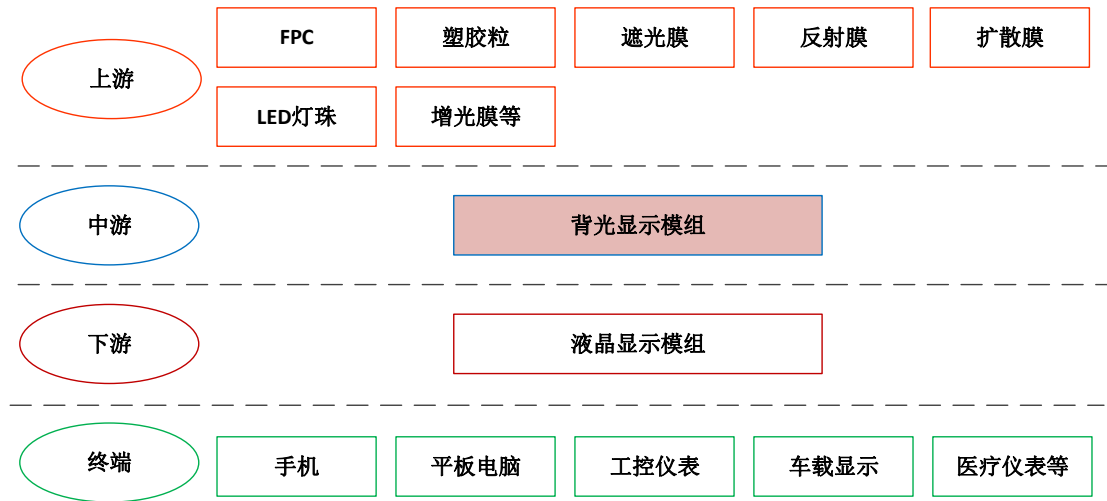 上游
FPC
塑胶粒
遮光膜
反射膜
扩散膜
LED灯珠
增光膜等
中游
背光显示模组
下游
液晶显示模组
终端
手机
平板电脑
工控仪表
车载显示
医疗仪表等